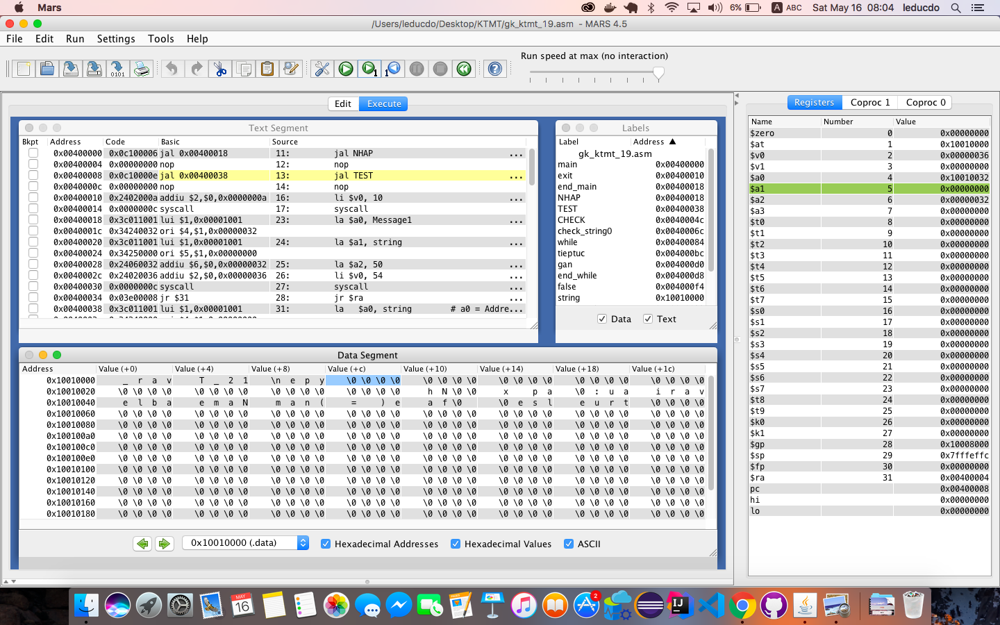 Mars 6% A ABC Sat May 16 08:04 leducdo
/Users/leducdo/Desktop/KTMT/gk_ktmt_19.asm - MARS 4.5
File Edit Run Settings Tools Help
Run speed at max (no interaction)
Edit Execute
Text Segment
Bkpt Address Code Basic Source
0x00400000 0x0c100006 jal 0x00400018 11: jal NHAP ...
0x00400004 0x00000000 nop 12: nop
0x00400008 0x0c10000e jal 0x00400038 13: jal TEST ...
0x0040000c 0x00000000 nop 14: nop
0x00400010 0x2402000a addiu $2,$0,0x0000000a 16: li $v0, 10 ...
0x00400014 0x0000000c syscall 17: syscall
0x00400018 0x3c011001 lui $1,0x00001001 23: la $a0, Message1 ...
0x0040001c 0x34240032 ori $4,$1,0x00000032
0x00400020 0x3c011001 lui $1,0x00001001 24: la $a1, string ...
0x00400024 0x34250000 ori $5,$1,0x00000000
0x00400028 0x24060032 addiu $6,$0,0x00000032 25: la $a2, 50 ...
0x0040002c 0x24020036 addiu $2,$0,0x00000036 26: li $v0, 54 ...
0x00400030 0x0000000c syscall 27: syscall ...
0x00400034 0x03e00008 jr $31 28: jr $ra ...
0x00400038 0x3c011001 lui $1,0x00001001 31: la $a0, string # a0 = Addre...
Labels
Label Address ▲
gk_ktmt_19.asm
main 0x00400000
exit 0x00400010
end_main 0x00400018
NHAP 0x00400018
TEST 0x00400038
CHECK 0x0040004c
check_string0 0x0040006c
while 0x00400084
tieptuc 0x004000bc
gan 0x004000d0
end_while 0x004000d8
false 0x004000f4
string 0x10010000
Data Text
Data Segment
Address Value (+0) Value (+4) Value (+8) Value (+c) Value (+10) Value (+14) Value (+18) Value (+1c)
0x10010000 _ r a v T _ 2 1 \n e p y \0 \0 \0 \0 \0 \0 \0 \0 \0 \0 \0 \0 \0 \0 \0 \0 \0 \0 \0 \0
0x10010020 \0 \0 \0 \0 \0 \0 \0 \0 \0 \0 \0 \0 \0 \0 \0 \0 h N \0 \0 x p a \0 : u a i r a v
0x10010040 e l b a e m a N m a n ( = ) e a f \0 \0 e s l e u r t \0 \0 \0 \0
0x10010060 \0 \0 \0 \0 \0 \0 \0 \0 \0 \0 \0 \0 \0 \0 \0 \0 \0 \0 \0 \0 \0 \0 \0 \0 \0 \0 \0 \0 \0 \0 \0 \0
0x10010080 \0 \0 \0 \0 \0 \0 \0 \0 \0 \0 \0 \0 \0 \0 \0 \0 \0 \0 \0 \0 \0 \0 \0 \0 \0 \0 \0 \0 \0 \0 \0 \0
0x100100a0 \0 \0 \0 \0 \0 \0 \0 \0 \0 \0 \0 \0 \0 \0 \0 \0 \0 \0 \0 \0 \0 \0 \0 \0 \0 \0 \0 \0 \0 \0 \0 \0
0x100100c0 \0 \0 \0 \0 \0 \0 \0 \0 \0 \0 \0 \0 \0 \0 \0 \0 \0 \0 \0 \0 \0 \0 \0 \0 \0 \0 \0 \0 \0 \0 \0 \0
0x100100e0 \0 \0 \0 \0 \0 \0 \0 \0 \0 \0 \0 \0 \0 \0 \0 \0 \0 \0 \0 \0 \0 \0 \0 \0 \0 \0 \0 \0 \0 \0 \0 \0
0x10010100 \0 \0 \0 \0 \0 \0 \0 \0 \0 \0 \0 \0 \0 \0 \0 \0 \0 \0 \0 \0 \0 \0 \0 \0 \0 \0 \0 \0 \0 \0 \0 \0
0x10010120 \0 \0 \0 \0 \0 \0 \0 \0 \0 \0 \0 \0 \0 \0 \0 \0 \0 \0 \0 \0 \0 \0 \0 \0 \0 \0 \0 \0 \0 \0 \0 \0
0x10010140 \0 \0 \0 \0 \0 \0 \0 \0 \0 \0 \0 \0 \0 \0 \0 \0 \0 \0 \0 \0 \0 \0 \0 \0 \0 \0 \0 \0 \0 \0 \0 \0
0x10010160 \0 \0 \0 \0 \0 \0 \0 \0 \0 \0 \0 \0 \0 \0 \0 \0 \0 \0 \0 \0 \0 \0 \0 \0 \0 \0 \0 \0 \0 \0 \0 \0
0x10010180 \0 \0 \0 \0 \0 \0 \0 \0 \0 \0 \0 \0 \0 \0 \0 \0 \0 \0 \0 \0 \0 \0 \0 \0 \0 \0 \0 \0 \0 \0 \0 \0
0x10010000 (.data) Hexadecimal Addresses Hexadecimal Values ASCII
Registers Coproc 1 Coproc 0
Name Number Value
$zero 0 0x00000000
$at 1 0x10010000
$v0 2 0x00000036
$v1 3 0x00000000
$a0 4 0x10010032
$a1 5 0x00000000
$a2 6 0x00000032
$a3 7 0x00000000
$t0 8 0x00000000
$t1 9 0x00000000
$t2 10 0x00000000
$t3 11 0x00000000
$t4 12 0x00000000
$t5 13 0x00000000
$t6 14 0x00000000
$t7 15 0x00000000
$s0 16 0x00000000
$s1 17 0x00000000
$s2 18 0x00000000
$s3 19 0x00000000
$s4 20 0x00000000
$s5 21 0x00000000
$s6 22 0x00000000
$s7 23 0x00000000
$t8 24 0x00000000
$t9 25 0x00000000
$k0 26 0x00000000
$k1 27 0x00000000
$gp 28 0x10008000
$sp 29 0x7fffeffc
$fp 30 0x00000000
$ra 31 0x00400004
pc 0x00400008
hi 0x00000000
lo 0x00000000
MAY 16
2
IJ